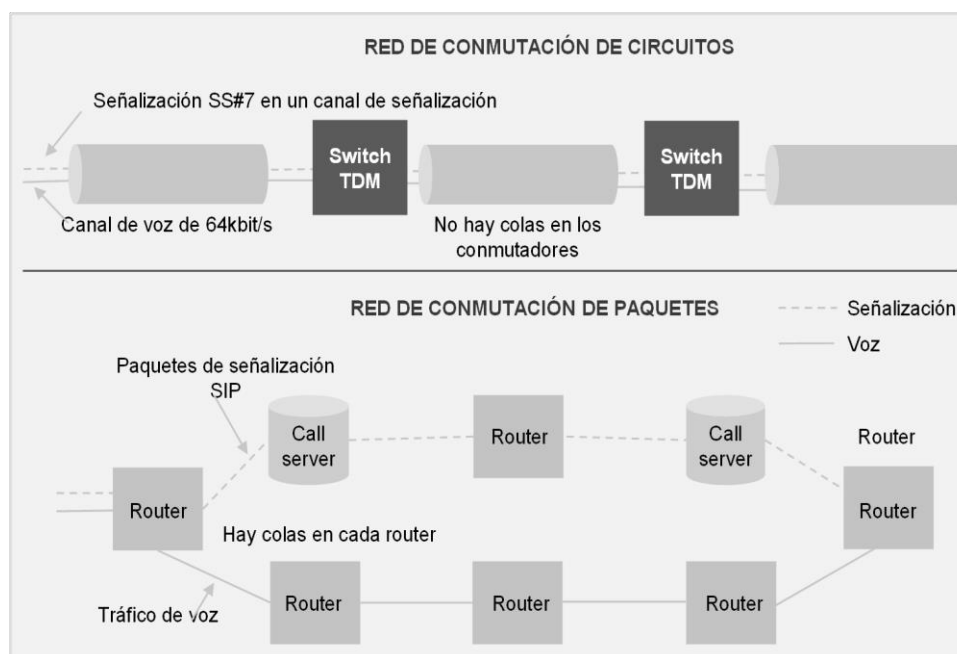 RED DE CONMUTACIÓN DE CIRCUITOS
Señalización SS#7 en un canal de señalización
Switch
TDM
Switch
TDM
Canal de voz de 64kbit/s
No hay colas en los
conmutadores
RED DE CONMUTACIÓN DE PAQUETES
Señalización
Voz
Paquetes de señalización
SIP
Call
server
Router
Call
server
Router
Router
Router
Hay colas en cada router
Router
Router
Router
Tráfico de voz